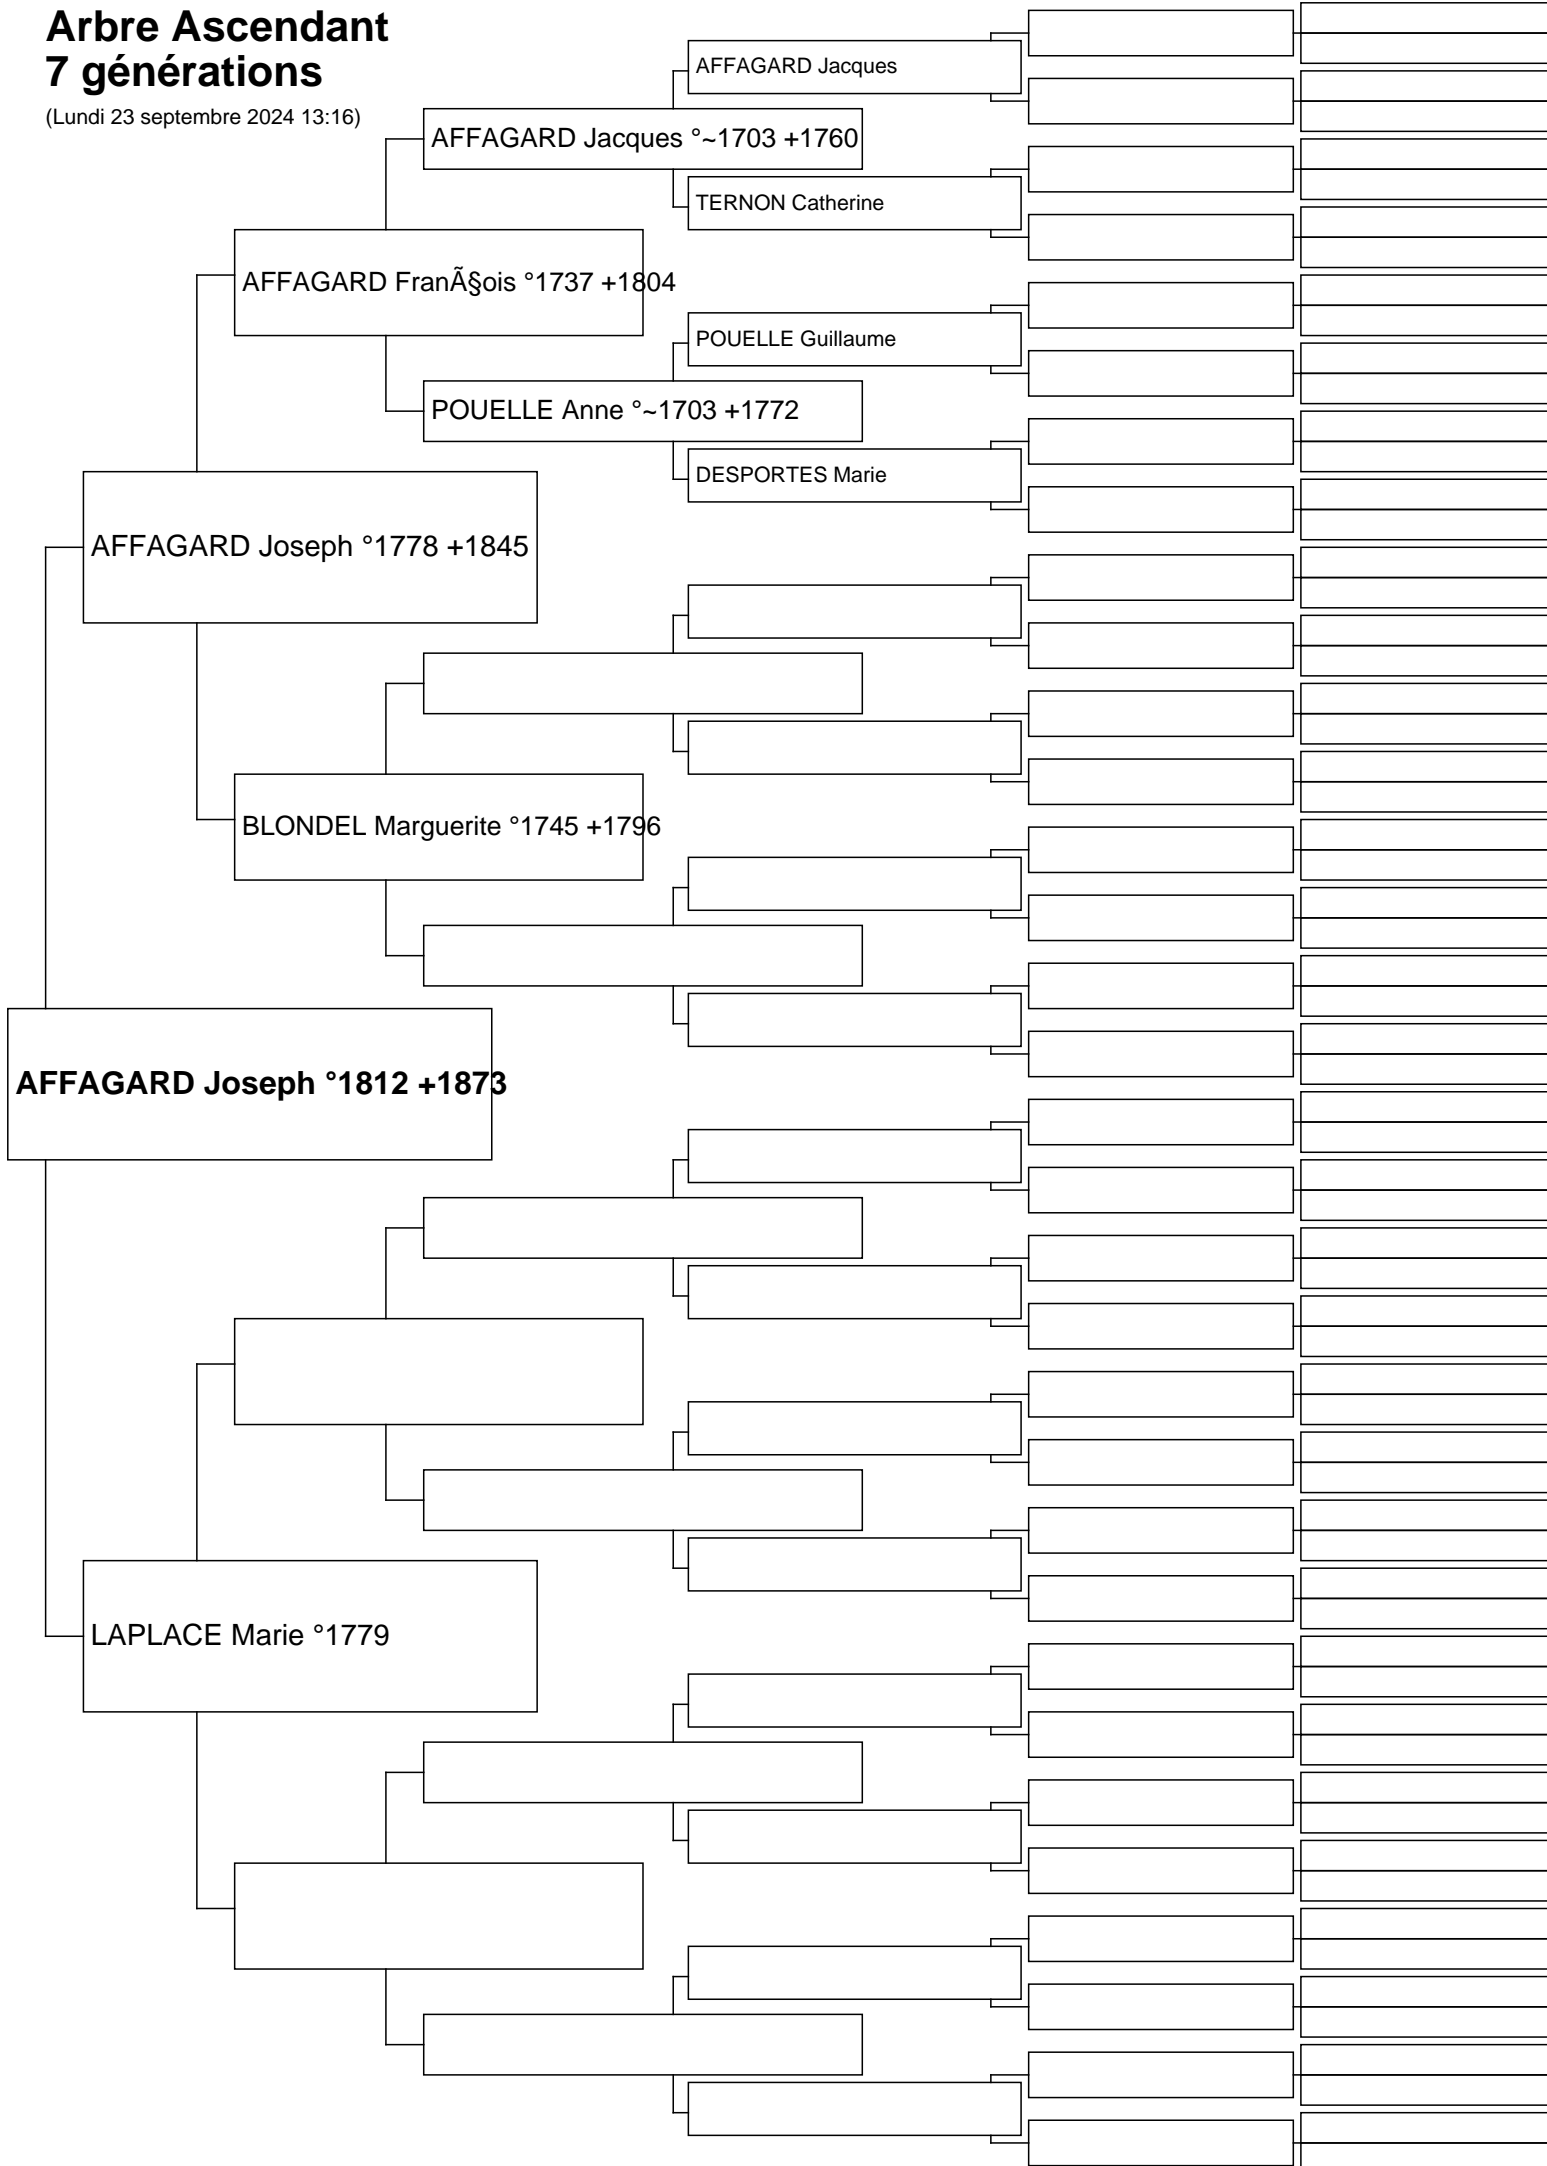 Arbre Ascendant
7 générations
(Lundi 23 septembre 2024 13:16)
AFFAGARD Jacques
AFFAGARD Jacques °~1703 +1760
TERNON Catherine
AFFAGARD FranÃ§ois °1737 +1804
POUELLE Guillaume
POUELLE Anne °~1703 +1772
DESPORTES Marie
AFFAGARD Joseph °1778 +1845
BLONDEL Marguerite °1745 +1796
AFFAGARD Joseph °1812 +1873
LAPLACE Marie °1779